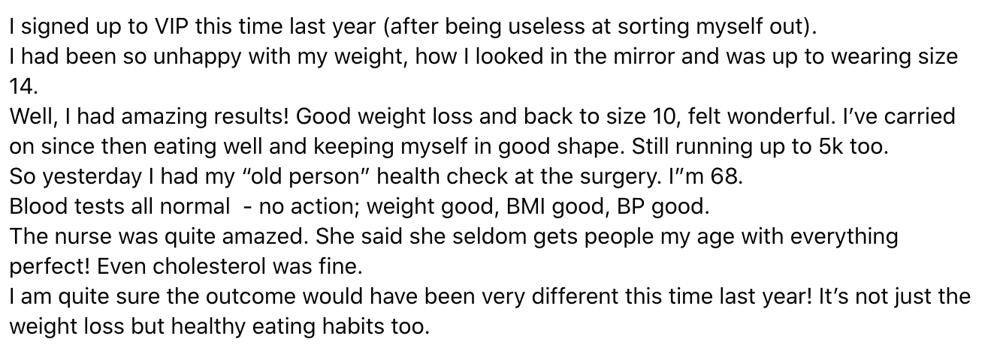 I signed up to VIP this time last year (after being useless at sorting myself out).
I had been so unhappy with my weight, how I looked in the mirror and was up to wearing size
14.
Well, I had amazing results! Good weight loss and back to size 10, felt wonderful. I’ve carried
on since then eating well and keeping myself in good shape. Still running up to 5k too.
So yesterday I had my “old person” health check at the surgery. I”m 68.
Blood tests all normal  - no action; weight good, BMI good, BP good.
The nurse was quite amazed. She said she seldom gets people my age with everything
perfect! Even cholesterol was fine.
I am quite sure the outcome would have been very different this time last year! It’s not just the
weight loss but healthy eating habits too.